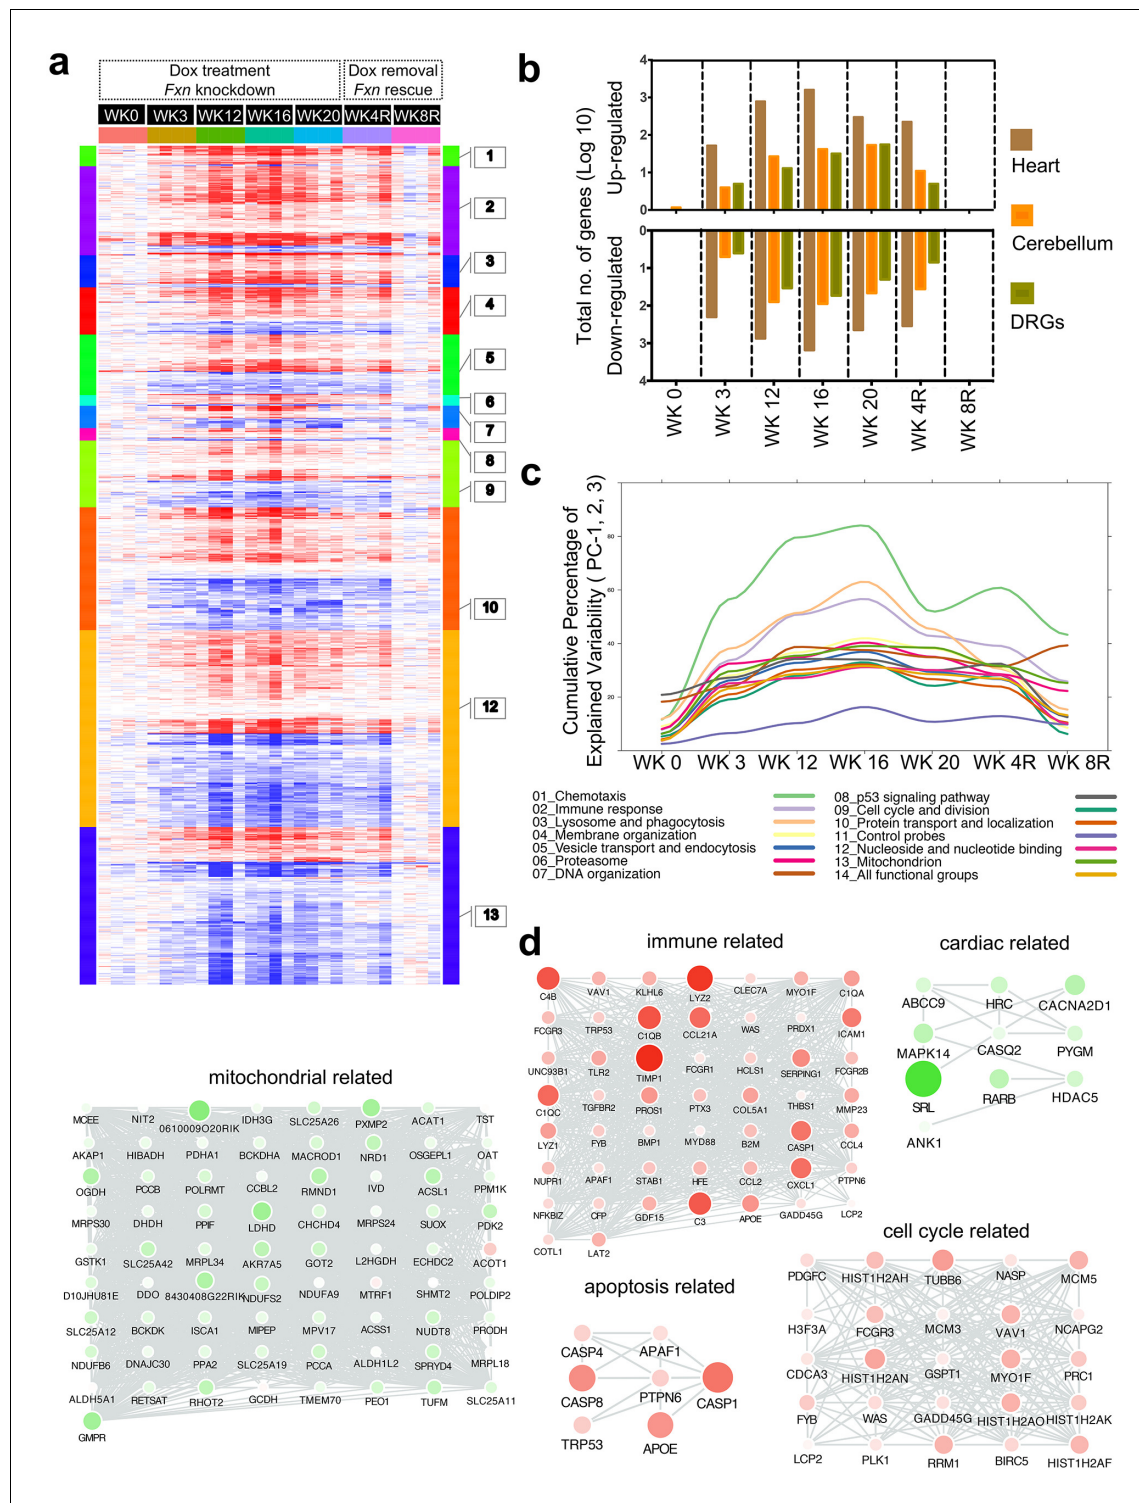 a
Dox treatment
Fxn knockdown
Dox removal
Fxn rescue
WK0 WK3 WK12 WK16 WK20 WK4R WK8R
1
2
3
4
5
6
7
8
9
10
12
13
b
Total no. of genes (Log 10)
Up-regulated
Down-regulated
4
3
2
1
0
0
1
2
3
4
WK 0
WK 3
WK 12
WK 16
WK 20
WK 4R
WK 8R
Heart
Cerebellum
DRGs
c
Cumulative Percentage of
Explained Variability ( PC-1, 2, 3)
80
60
40
20
WK 0 WK 3 WK 12 WK 16 WK 20 WK 4R WK 8R
01_Chemotaxis
02_Immune response
03_Lysosome and phagocytosis
04_Membrane organization
05_Vesicle transport and endocytosis
06_Proteasome
07_DNA organization
08_p53 signaling pathway
09_Cell cycle and division
10_Protein transport and localization
11_Control probes
12_Nucleoside and nucleotide binding
13_Mitochondrion
14_All functional groups
d
immune related
C4B VAV1 KLHL6 LYZ2 CLEC7A MYO1F C1QA
FCGR3 TRP53 C1QB CCL21A WAS PRDX1 ICAM1
UNC93B1 TLR2 TIMP1 FCGR1 HCLS1 SERPING1 FCGR2B
C1QC TGFBR2 PROS1 PTX3 COL5A1 THBS1 MMP23
LYZ1 FYB BMP1 MYD88 B2M CASP1 CCL4
NUPR1 APAF1 STAB1 HFE CCL2 CXCL1 PTPN6
NFKBIZ CFP GDF15 C3 APOE GADD45G LCP2
COTL1 LAT2
cardiac related
ABCC9 HRC CACNA2D1
MAPK14 CASQ2 PYGM
SRL RARB HDAC5
ANK1
mitochondrial related
MCEE NIT2 0610009O20RIK IDH3G SLC25A26 PXMP2 ACAT1 TST
AKAP1 HIBADH PDHA1 BCKDHA MACROD1 NRD1 OSGEPL1 OAT
OGDH PCCB POLRMT CCBL2 RMND1 IVD ACSL1 PPM1K
MRPS30 DHDH PPIF LDHD CHCHD4 MRPS24 SUOX PDK2
GSTK1 SLC25A42 MRPL34 AKR7A5 GOT2 L2HGDH ECHDC2 ACOT1
D10JHU81E DDO 8430408G22RIK NDUFS2 NDUFA9 MTRF1 SHMT2 POLDIP2
SLC25A12 BCKDK ISCA1 MIPEP MPV17 ACSS1 NUDT8 PRODH
NDUFB6 DNAJC30 PPA2 SLC25A19 PCCA ALDH1L2 SPRYD4 MRPL18
ALDH5A1 RETSAT RHOT2 GCDH TMEM70 PEO1 TUFM SLC25A11
GMPR
apoptosis related
CASP4 APAF1
CASP8 PTPN6 CASP1
TRP53 APOE
cell cycle related
PDGFC HIST1H2AH TUBB6 NASP MCM5
H3F3A FCGR3 MCM3 VAV1 NCAPG2
CDCA3 HIST1H2AN GSPT1 MYO1F PRC1
FYB WAS GADD45G HIST1H2AO HIST1H2AK
LCP2 PLK1 RRM1 BIRC5 HIST1H2AF